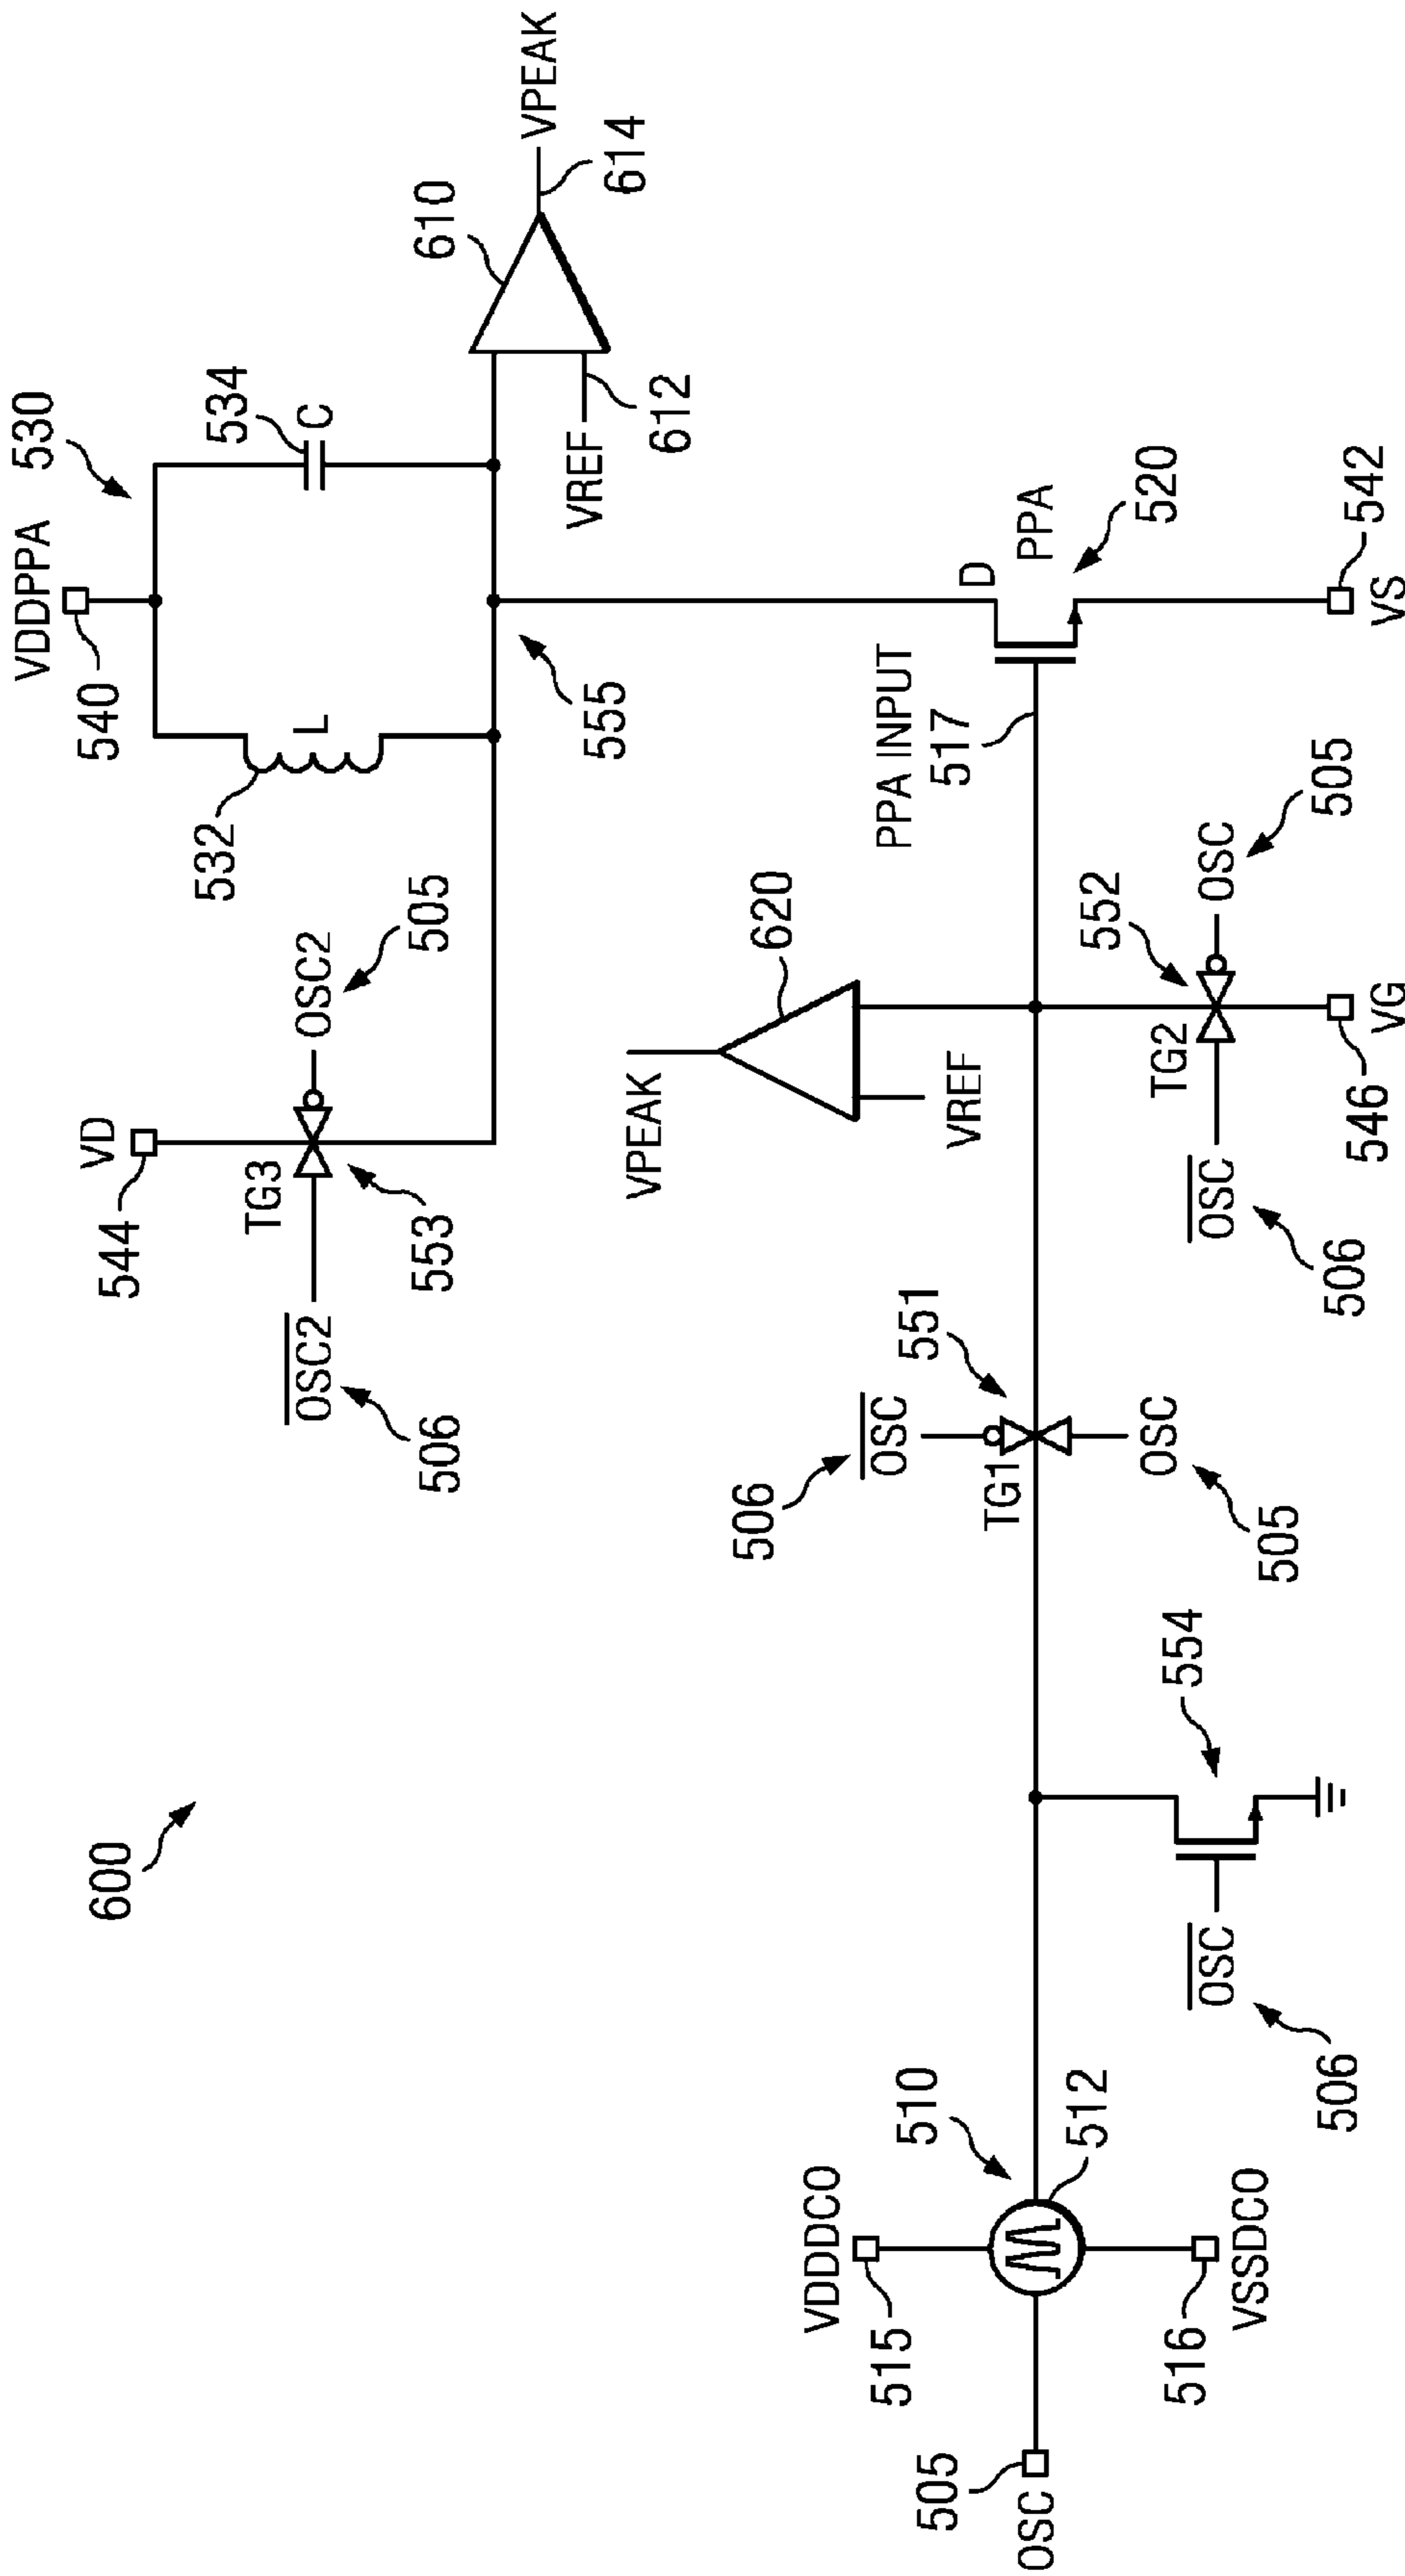 600
VDDPPA
540
530
532
L
534
C
VD
544
TG3
OSC2
505
OSC2
506
553
555
610
VPEAK
614
VREF
612
VPEAK
620
VREF
PPA INPUT
517
D
PPA
520
VS
542
OSC
506
TG1
551
OSC
505
TG2
552
OSC
505
OSC
506
546
VG
554
OSC
506
VDDDCO
515
510
512
516
VSSDCO
505
OSC